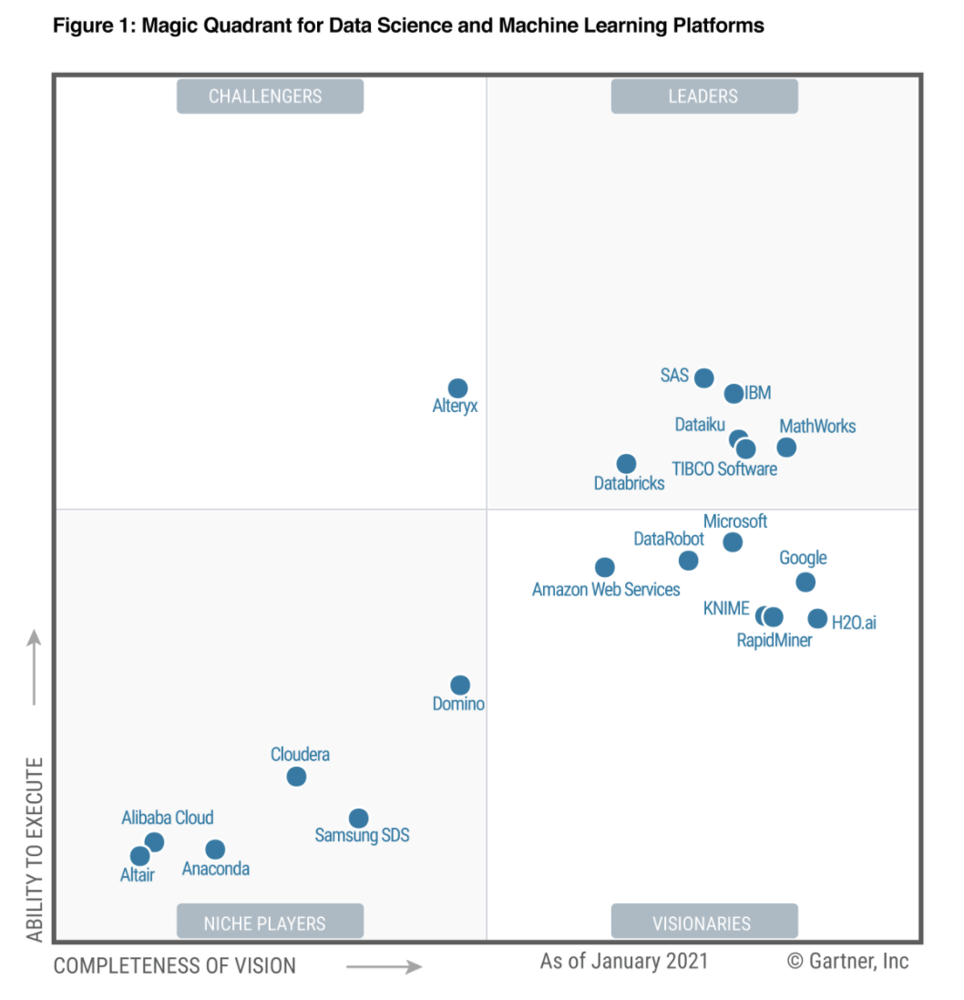 Figure 1: Magic Quadrant for Data Science and Machine Learning Platforms
CHALLENGERS
LEADERS
SAS
IBM
Alteryx
Dataiku
MathWorks
TIBCO Software
Databricks
Microsoft
DataRobot
Google
Amazon Web Services
KNIME
H2O.ai
RapidMiner
Domino
Cloudera
Alibaba Cloud
Samsung SDS
Anaconda
Altair
NICHE PLAYERS
VISIONARIES
ABILITY TO EXECUTE
COMPLETENESS OF VISION
As of January 2021
© Gartner, Inc